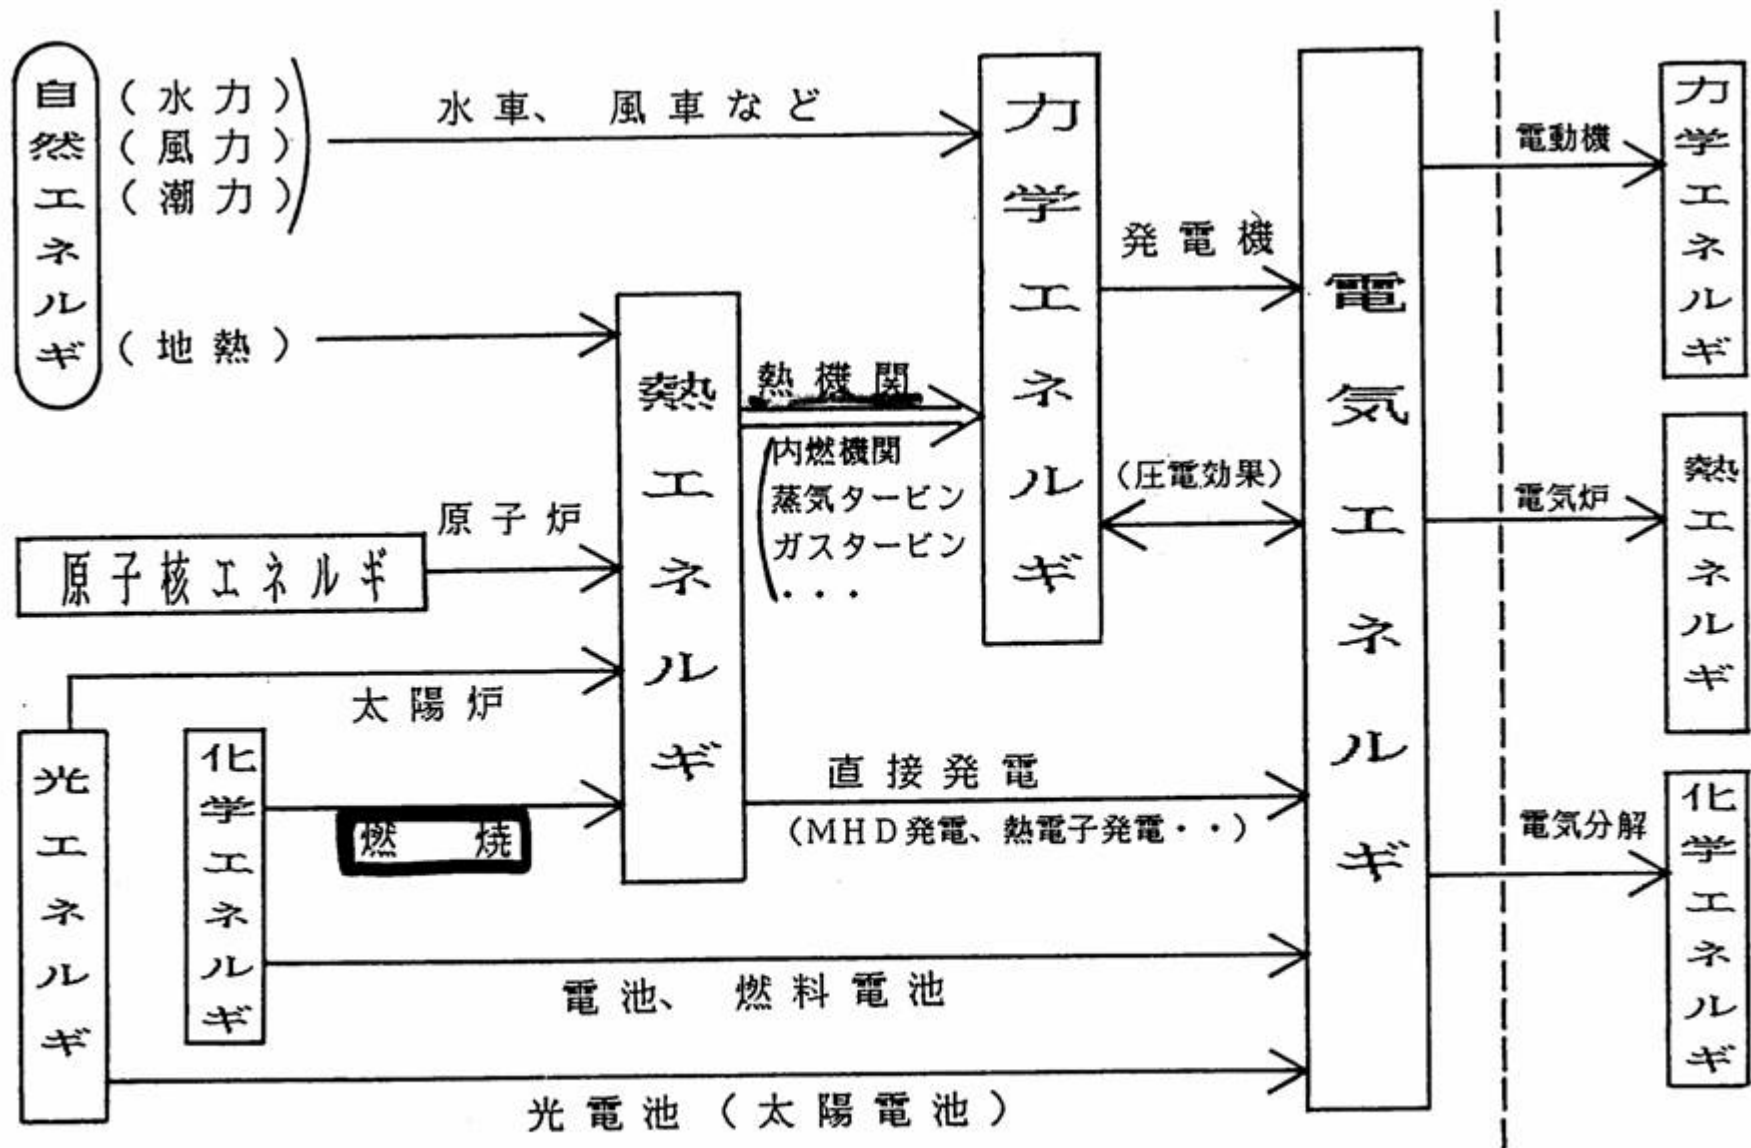 自然エネルギ
(水力)
(風力)
(潮力)
(地熱)
水車、風車など
力学エネルギ
発電機
(圧電効果)
電気エネルギ
電動機
力学エネルギ
電気炉
熱エネルギ
電気分解
化学エネルギ
熱エネルギ
熱機関
内燃機関
蒸気タービン
ガスタービン
・・・
原子核エネルギ
原子炉
太陽炉
光エネルギ
化学エネルギ
燃焼
直接発電
(MHD発電、熱電子発電・・)
電池、燃料電池
光電池(太陽電池)